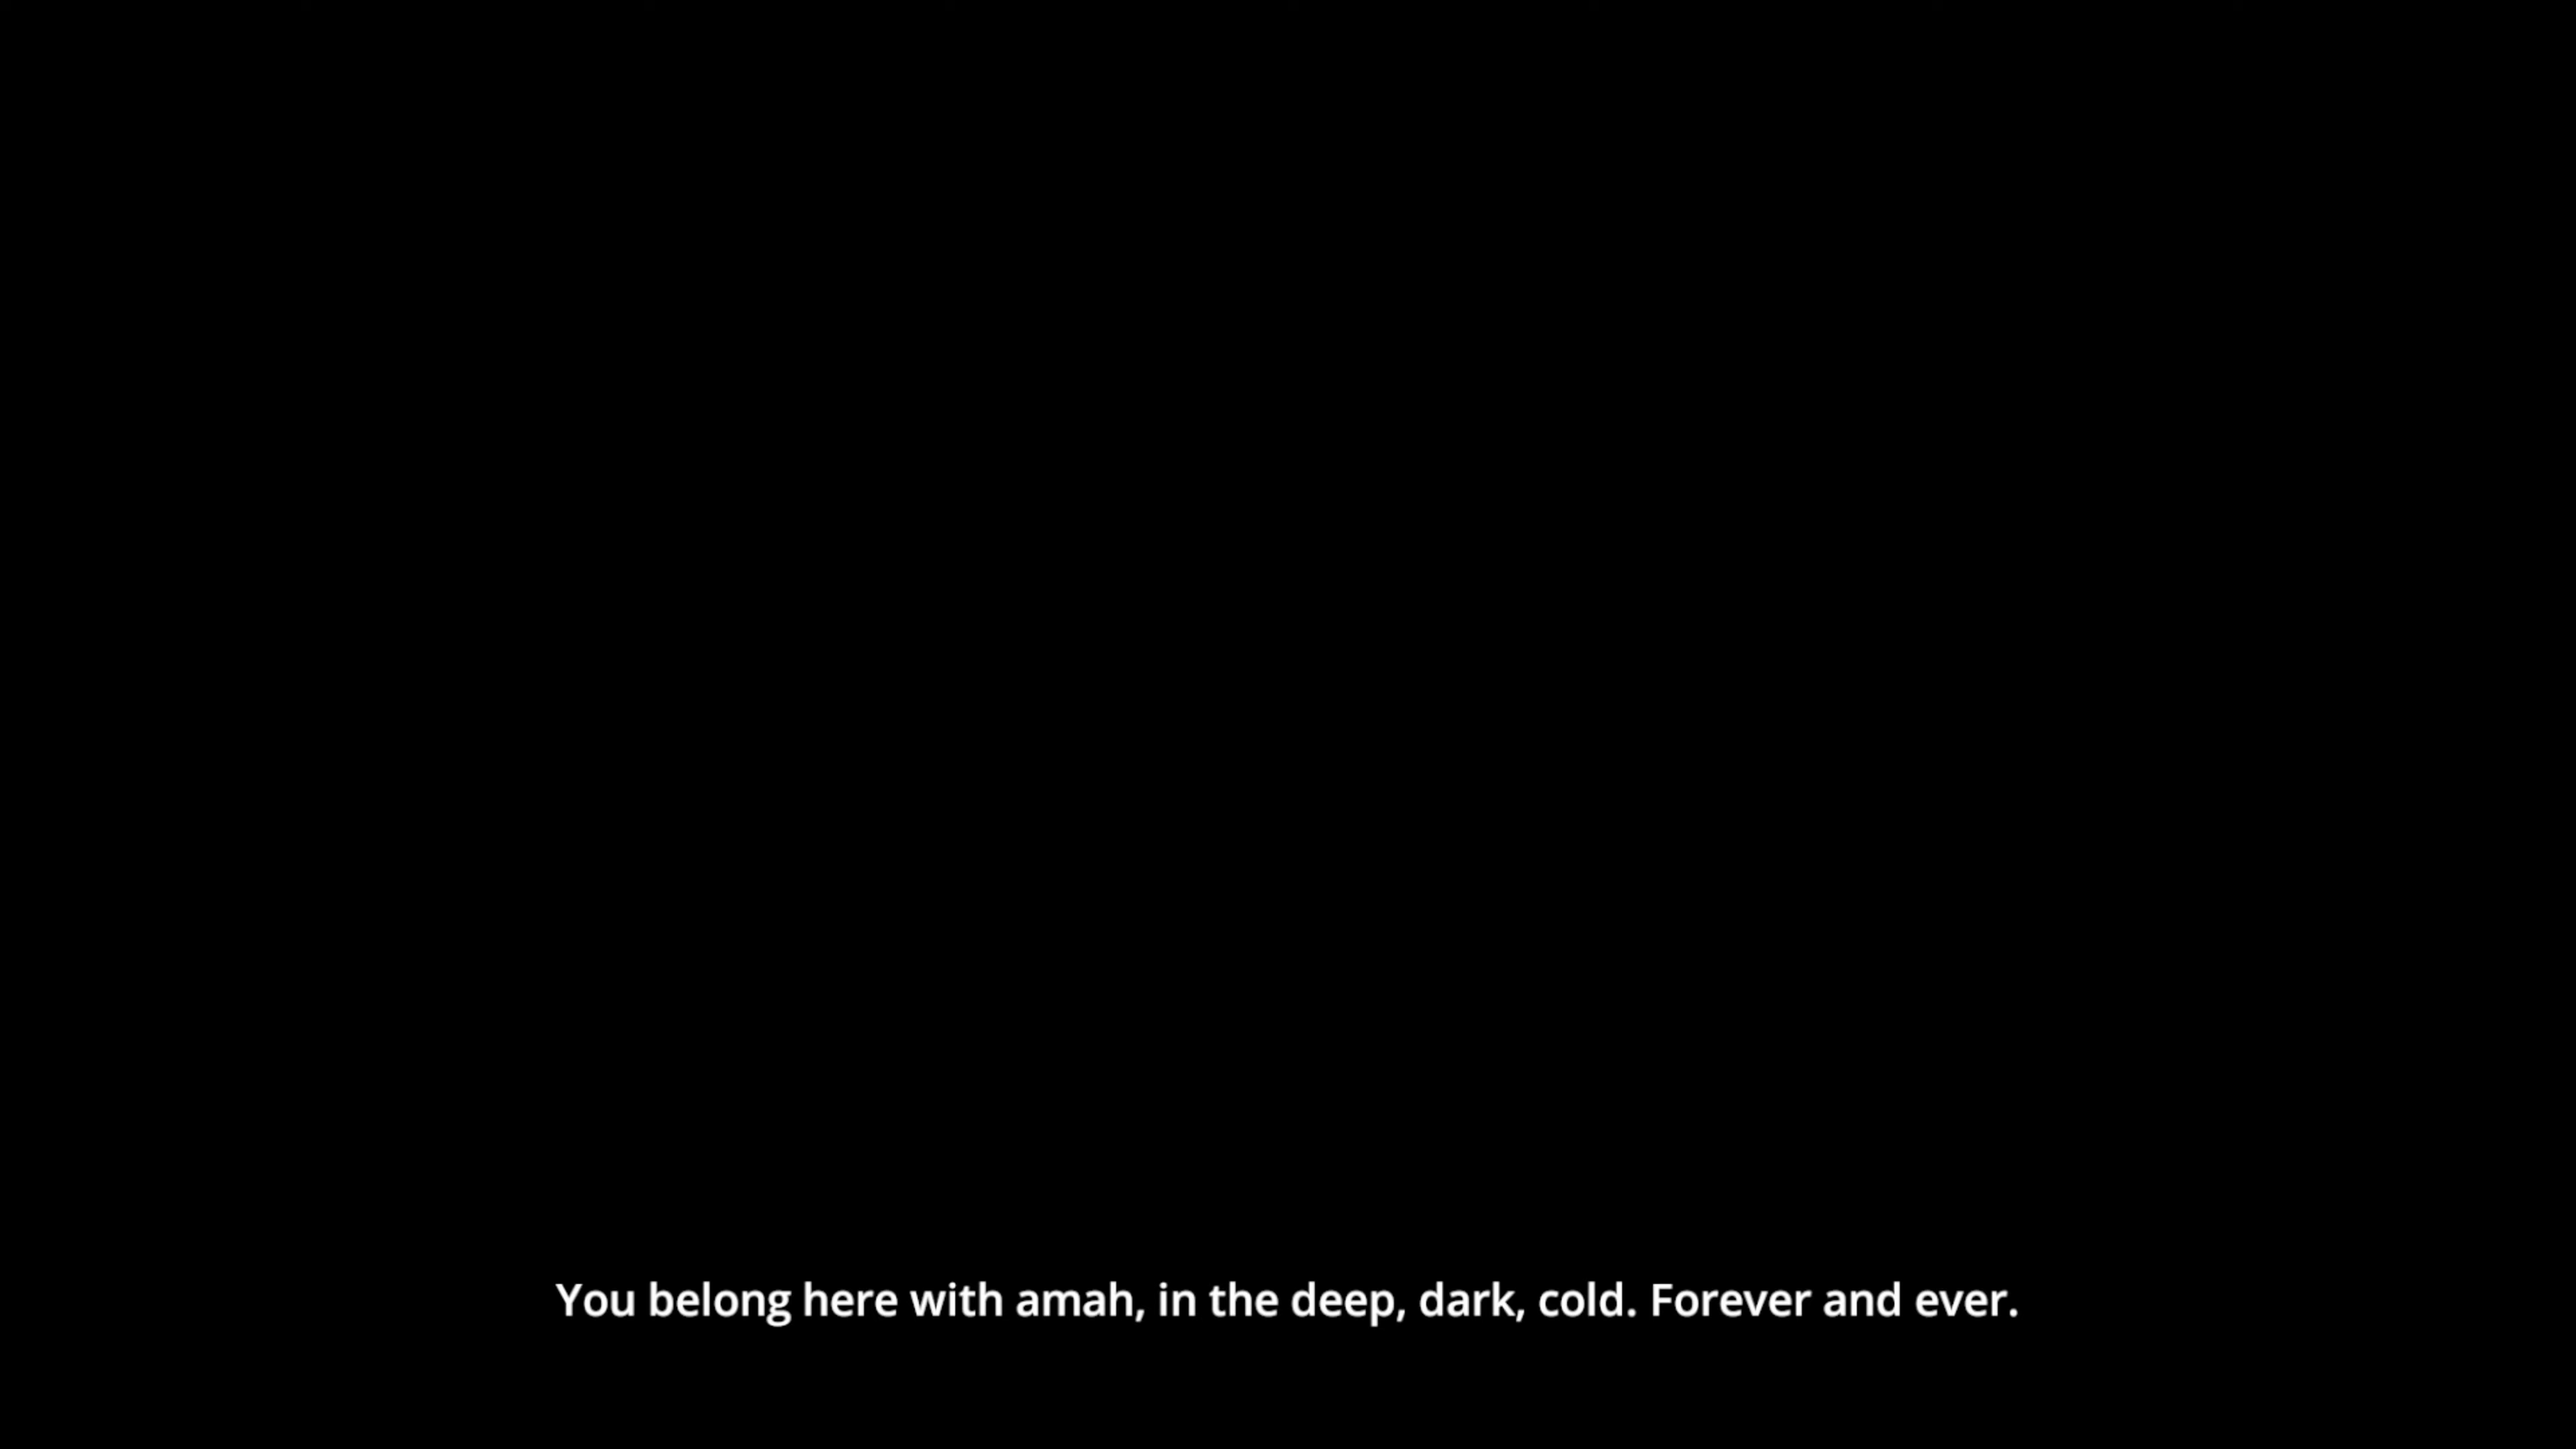 You belong here with amah, in the deep, dark, cold. Forever and ever.